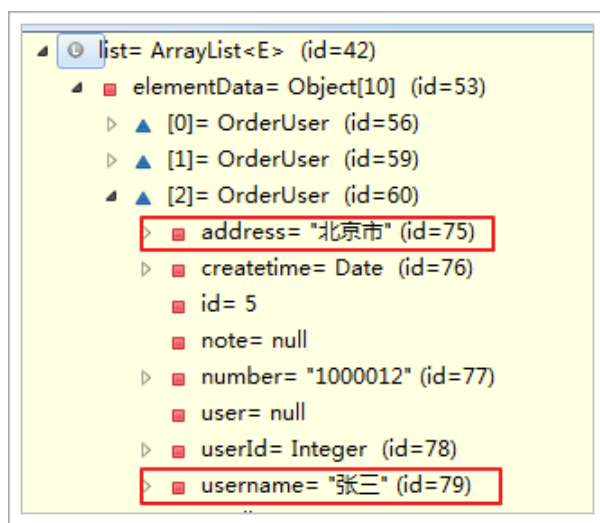 list= ArrayList<E> (id=42)
elementData= Object[10] (id=53)
[0]= OrderUser (id=56)
[1]= OrderUser (id=59)
[2]= OrderUser (id=60)
address= "北京市" (id=75)
createtime= Date (id=76)
id= 5
note= null
number= "1000012" (id=77)
user= null
userId= Integer (id=78)
username= "张三" (id=79)